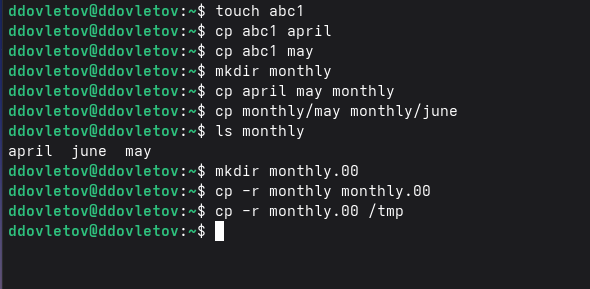 ddovletov@ddovletov:~$ touch abc1
ddovletov@ddovletov:~$ cp abc1 april
ddovletov@ddovletov:~$ cp abc1 may
ddovletov@ddovletov:~$ mkdir monthly
ddovletov@ddovletov:~$ cp april may monthly
ddovletov@ddovletov:~$ cp monthly/may monthly/june
ddovletov@ddovletov:~$ ls monthly
april  june  may
ddovletov@ddovletov:~$ mkdir monthly.00
ddovletov@ddovletov:~$ cp -r monthly monthly.00
ddovletov@ddovletov:~$ cp -r monthly.00 /tmp
ddovletov@ddovletov:~$